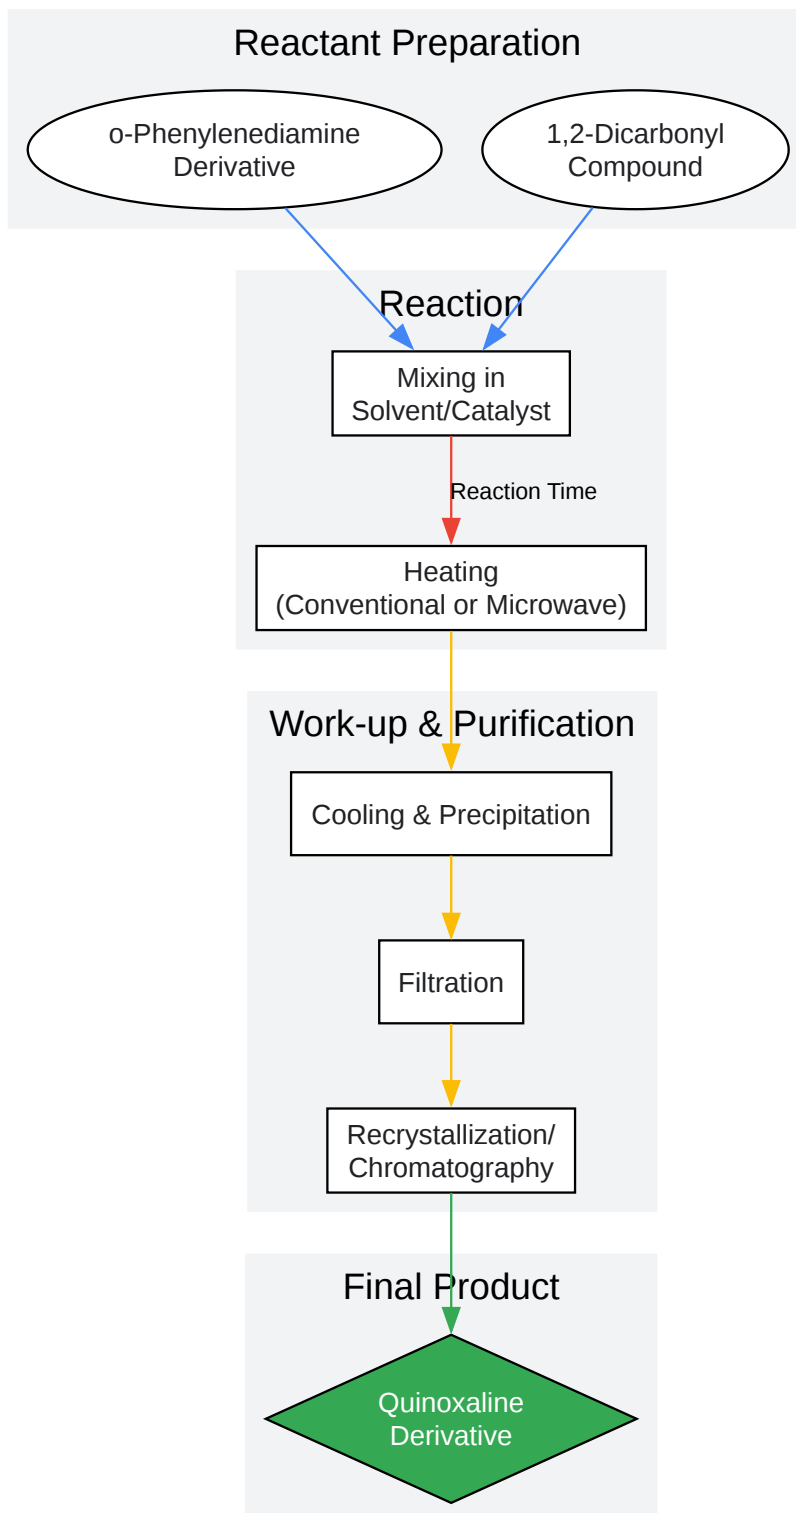 Reactant Preparation
o-Phenylenediamine
Derivative
1,2-Dicarbonyl
Compound
Reaction
Mixing in
Solvent/Catalyst
Reaction Time
Heating
(Conventional or Microwave)
Work-up & Purification
Cooling & Precipitation
Filtration
Recrystallization/
Chromatography
Final Product
Quinoxaline
Derivative